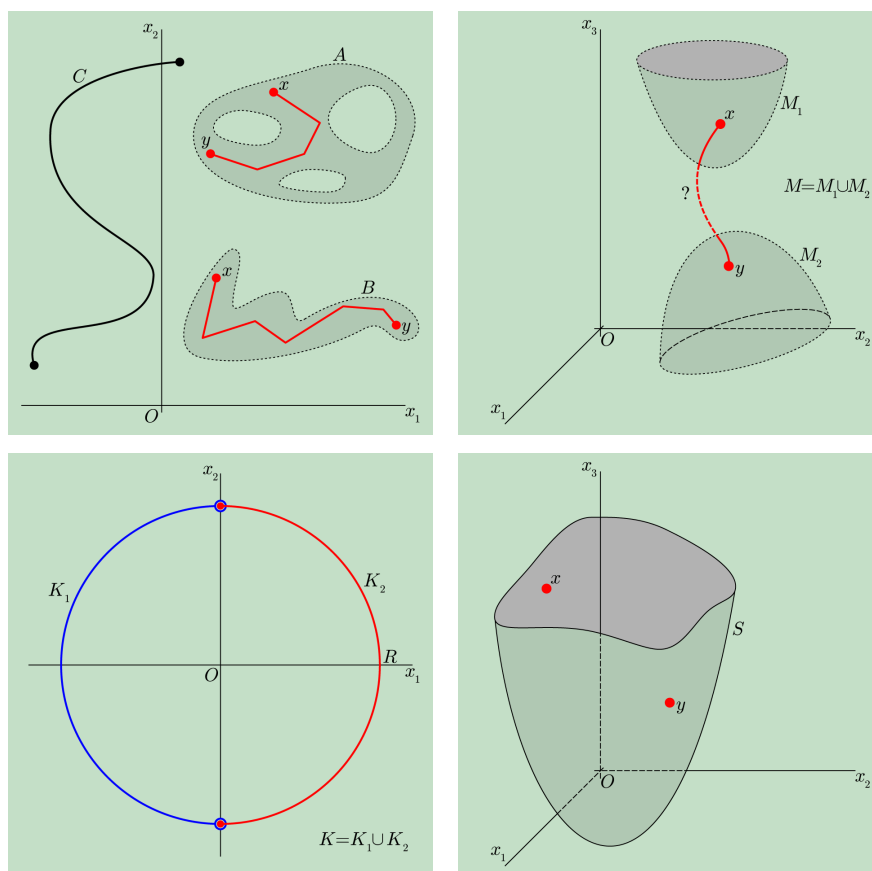 x₂
C
A
x
y
B
x
y
O
x₁
x₃
M₁
x
?
M=M₁∪M₂
y
M₂
O
x₂
x₁
x₂
K₁
K₂
R
O
x₁
K=K₁∪K₂
x₃
x
S
y
O
x₂
x₁